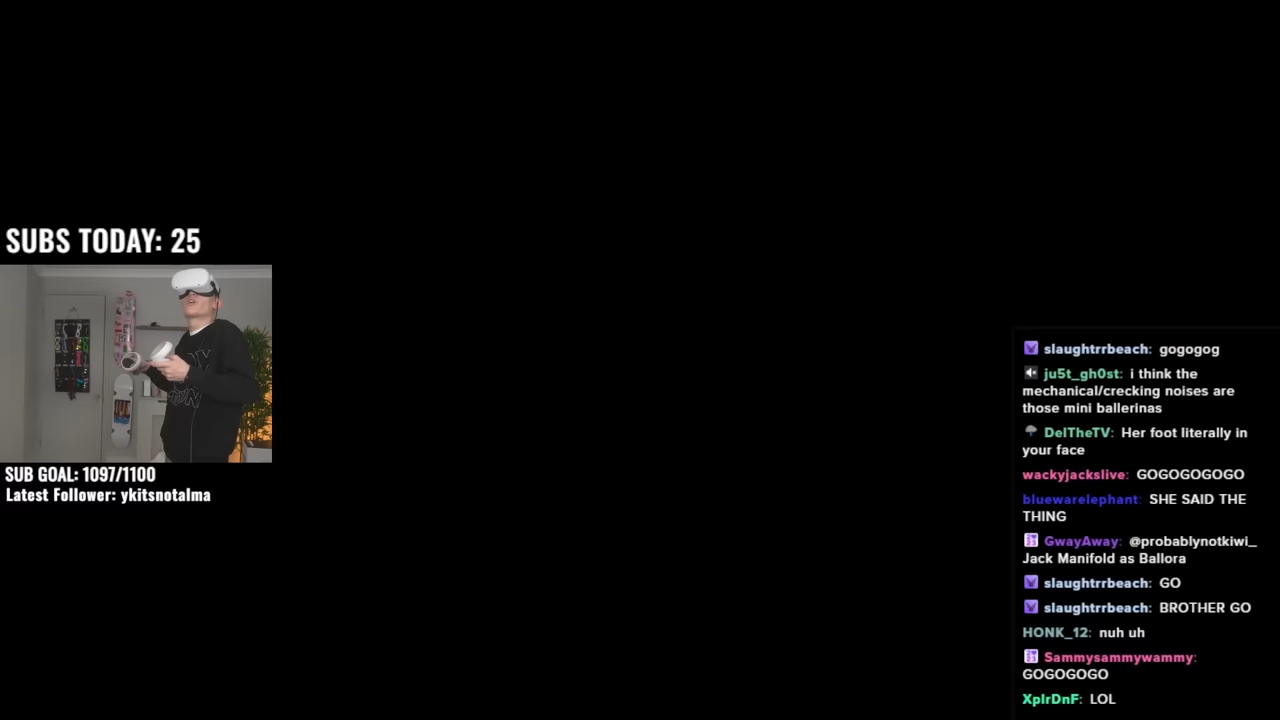 SUBS TODAY: 25
SUB GOAL: 1097/1100
Latest Follower: ykitsnotalma
slaughtrrbeach: gogogog
ju5t_gh0st: i think the
mechanical/crecking noises are
those mini ballerinas
DelTheTV: Her foot literally in
your face
wackyjackslive: GOGOGOGOGO
bluewarelephant: SHE SAID THE
THING
GwayAway: @probablynotkiwi_
Jack Manifold as Ballora
slaughtrrbeach: GO
slaughtrrbeach: BROTHER GO
HONK_12: nuh uh
Sammysammywammy:
GOGOGOGO
XplrDnF: LOL